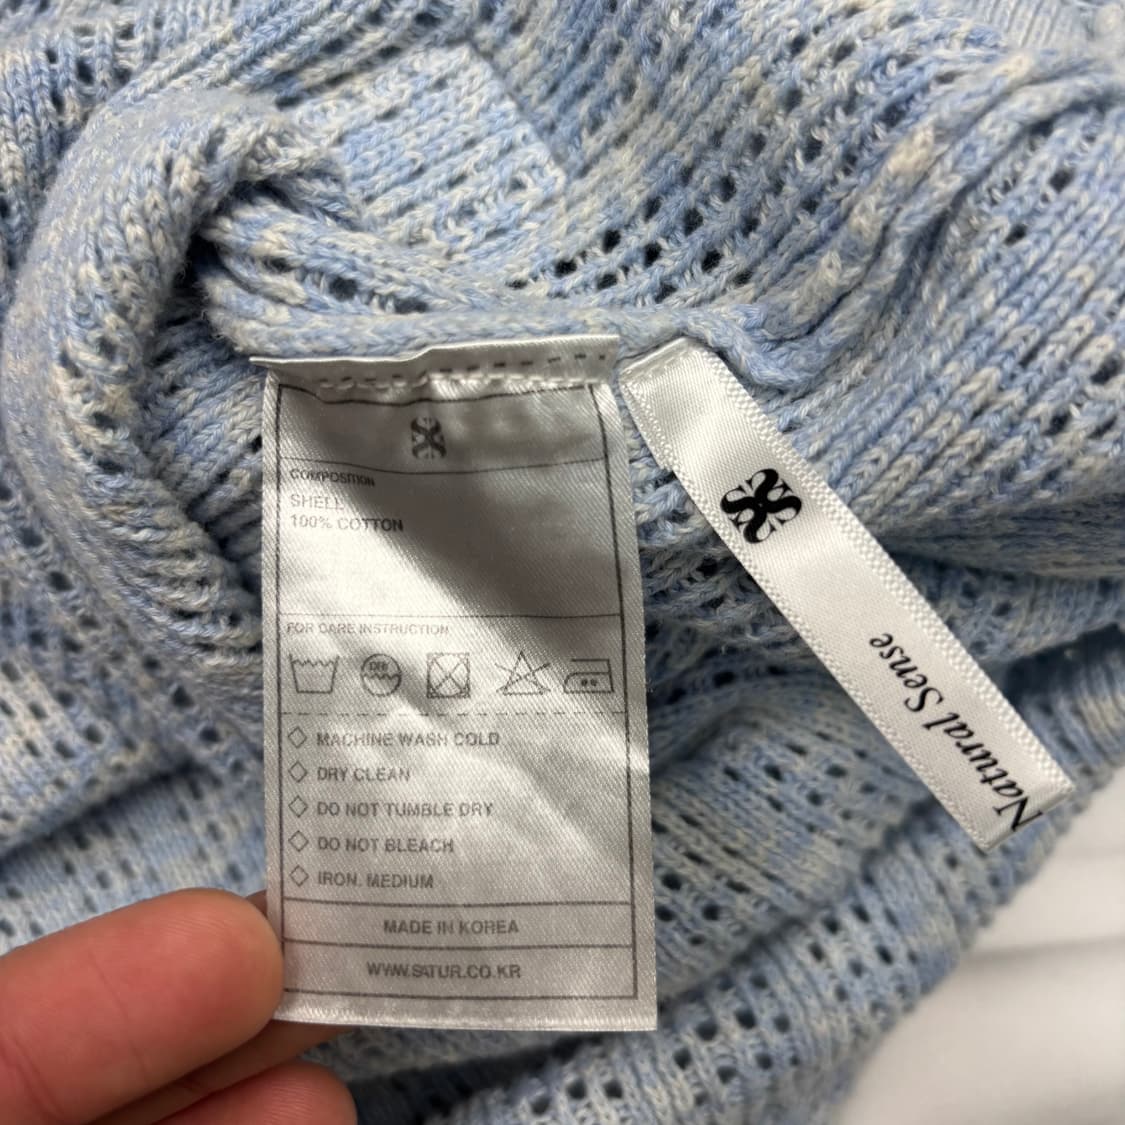 COMPOSITION
SHELL
100% COTTON
FOR CARE INSTRUCTION
DRY
MACHINE WASH COLD
DRY CLEAN
DO NOT TUMBLE DRY
DO NOT BLEACH
IRON. MEDIUM
MADE IN KOREA
WWW.SATUR.CO.KR
Natural Sense